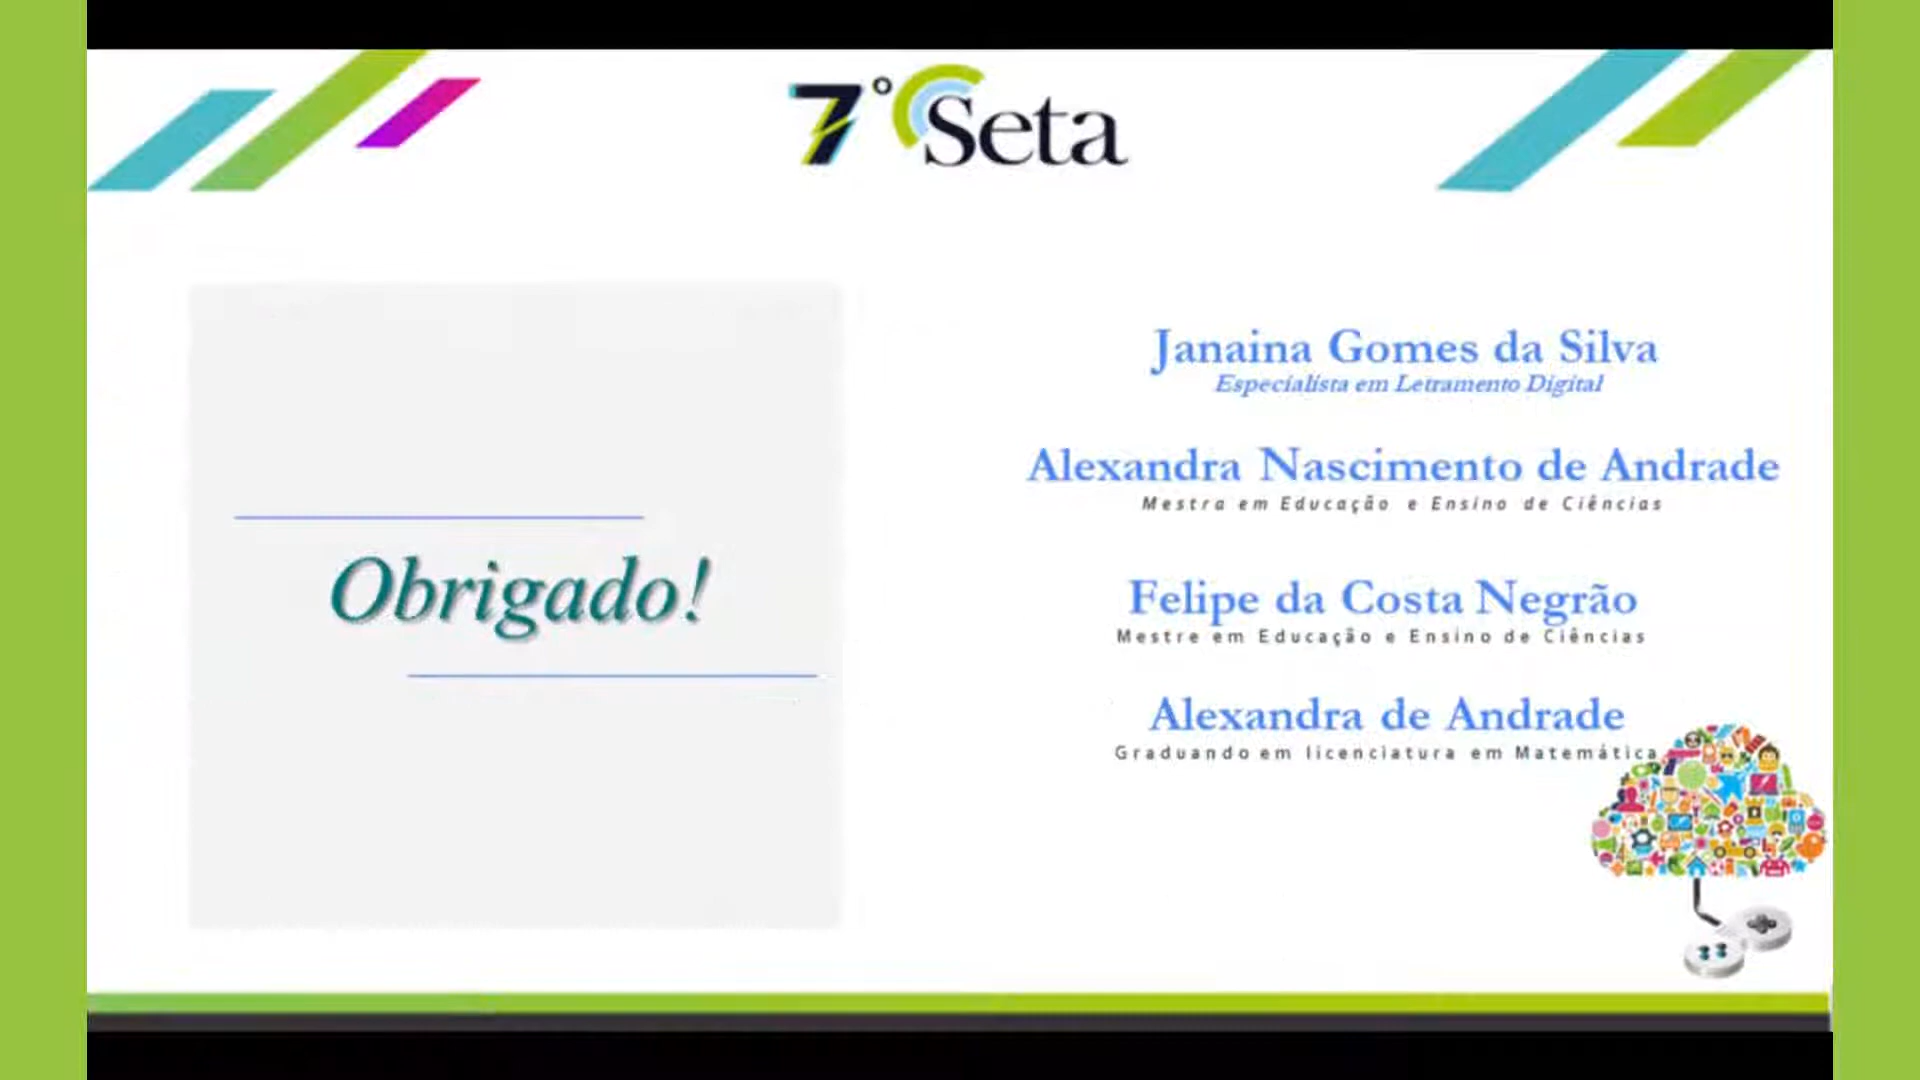 7° Seta
Obrigado!
Janaina Gomes da Silva
Especialista em Letramento Digital
Alexandra Nascimento de Andrade
Mestra em Educação e Ensino de Ciências
Felipe da Costa Negrão
Mestre em Educação e Ensino de Ciências
Alexandra de Andrade
Graduando em licenciatura em Matemática